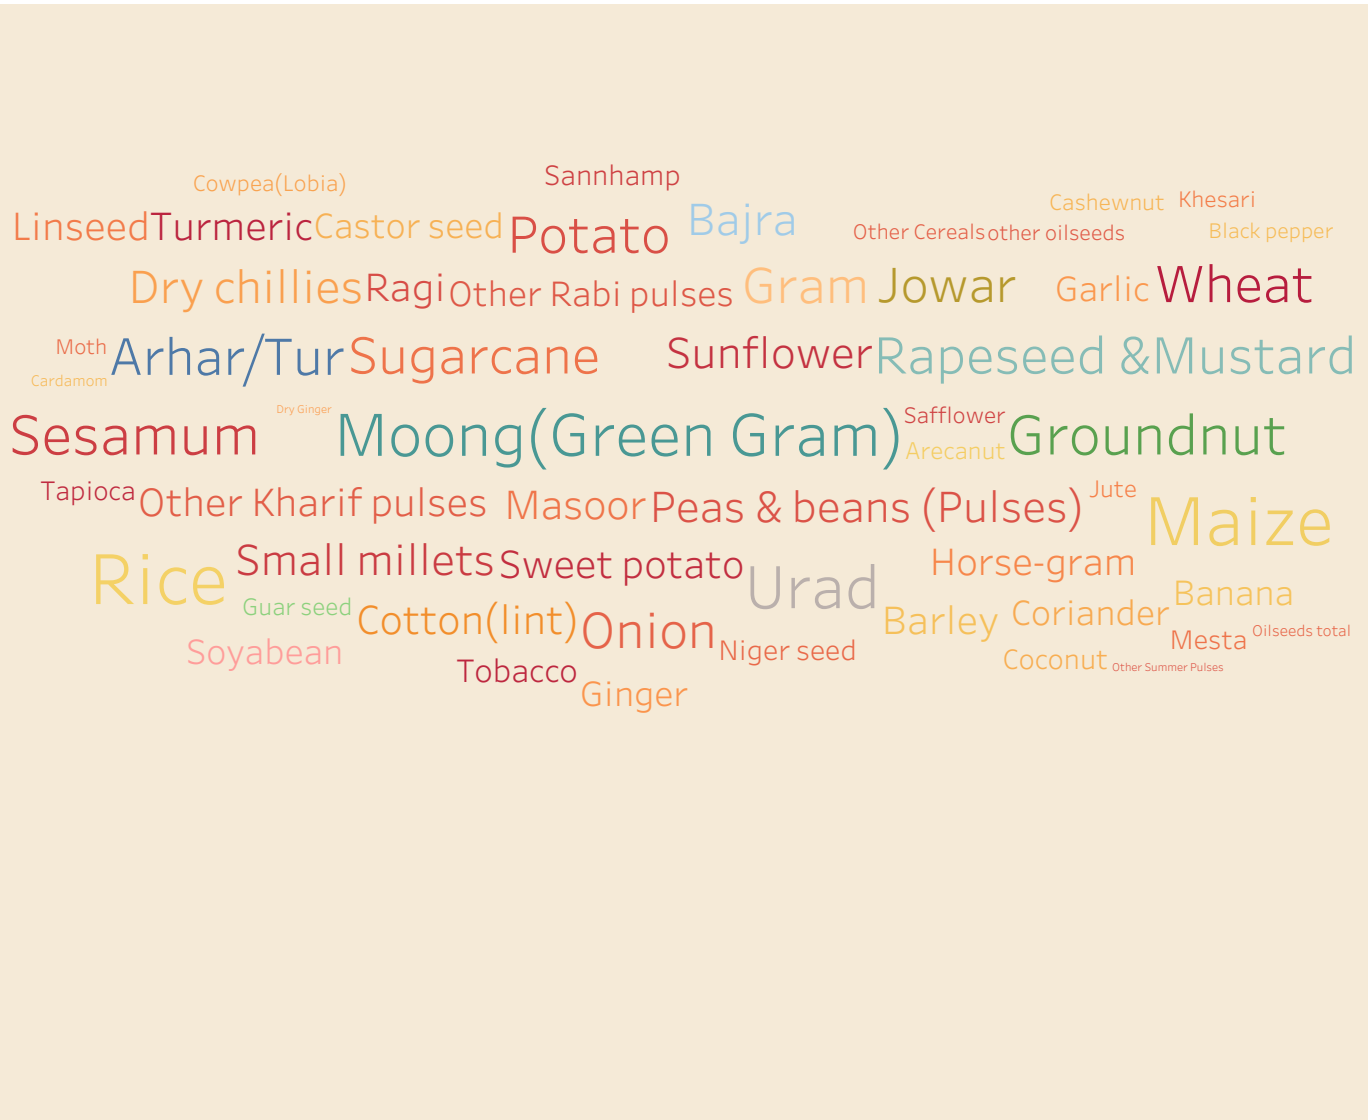 Sannhamp
Cowpea(Lobia)
Cashewnut Khesari
Linseed Turmeric Castor seed Potato Bajra Other Cereals other oilseeds Black pepper
Dry chillies Ragi Other Rabi pulses Gram Jowar Garlic Wheat
Moth Arhar/Tur Sugarcane Sunflower Rapeseed &Mustard
Cardamom
Dry Ginger Safflower
Sesamum Moong(Green Gram) Arecanut Groundnut
Tapioca Other Kharif pulses Masoor Peas & beans (Pulses) Jute Maize
Rice Small millets Sweet potato Urad Horse-gram
Guar seed Cotton(lint) Onion Barley Coriander Banana
Soyabean Niger seed Mesta Oilseeds total
Tobacco Coconut Other Summer Pulses
Ginger